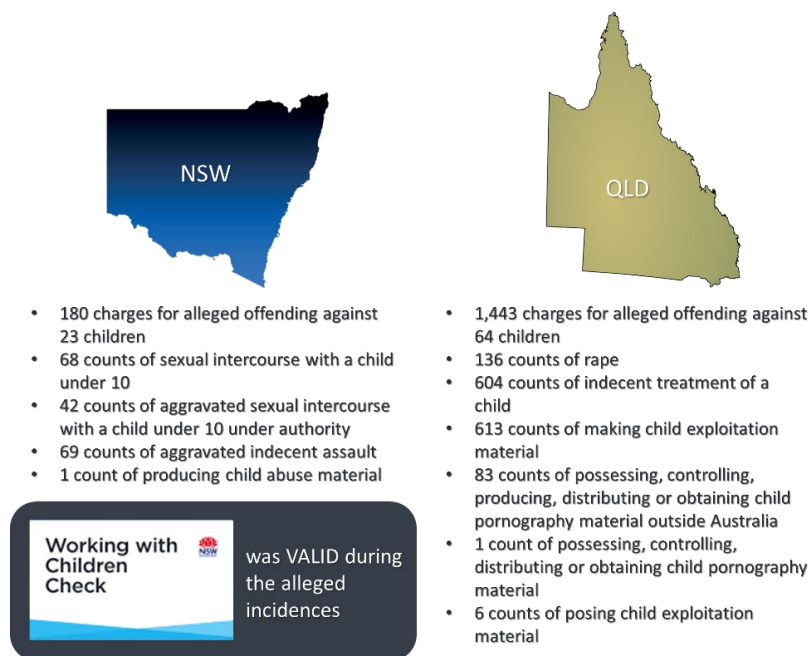 NSW
• 180 charges for alleged offending against
23 children
• 68 counts of sexual intercourse with a child
under 10
• 42 counts of aggravated sexual intercourse
with a child under 10 under authority
• 69 counts of aggravated indecent assault
• 1 count of producing child abuse material
Working with
Children
Check
NSW
was VALID during
the alleged
incidences
QLD
• 1,443 charges for alleged offending against
64 children
• 136 counts of rape
• 604 counts of indecent treatment of a
child
• 613 counts of making child exploitation
material
• 83 counts of possessing, controlling,
producing, distributing or obtaining child
pornography material outside Australia
• 1 count of possessing, controlling,
distributing or obtaining child pornography
material
• 6 counts of posing child exploitation
material